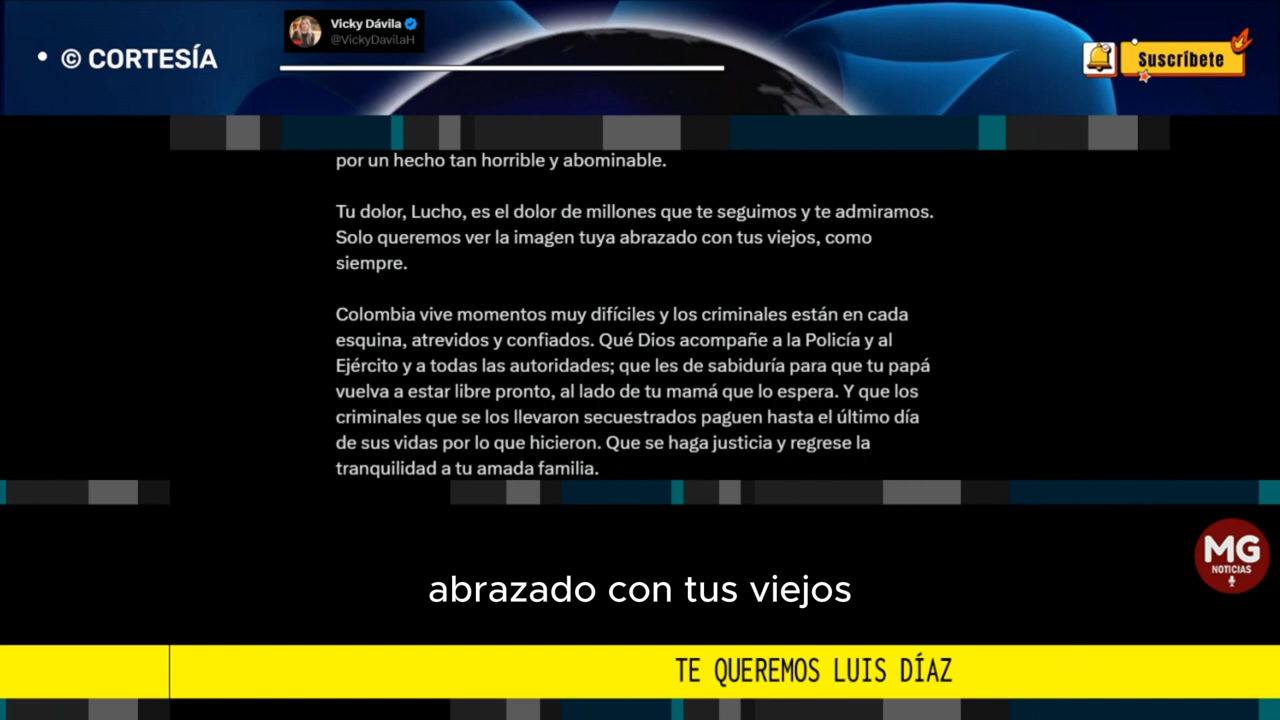 • © CORTESÍA
Vicky Dávila
@VickyDavilaH
Suscríbete
por un hecho tan horrible y abominable.
Tu dolor, Lucho, es el dolor de millones que te seguimos y te admiramos.
Solo queremos ver la imagen tuya abrazado con tus viejos, como
siempre.
Colombia vive momentos muy difíciles y los criminales están en cada
esquina, atrevidos y confiados. Qué Dios acompañe a la Policía y al
Ejército y a todas las autoridades; que les de sabiduría para que tu papá
vuelva a estar libre pronto, al lado de tu mamá que lo espera. Y que los
criminales que se los llevaron secuestrados paguen hasta el último día
de sus vidas por lo que hicieron. Que se haga justicia y regrese la
tranquilidad a tu amada familia.
MG
NOTICIAS
abrazado con tus viejos
TE QUEREMOS LUIS DÍAZ